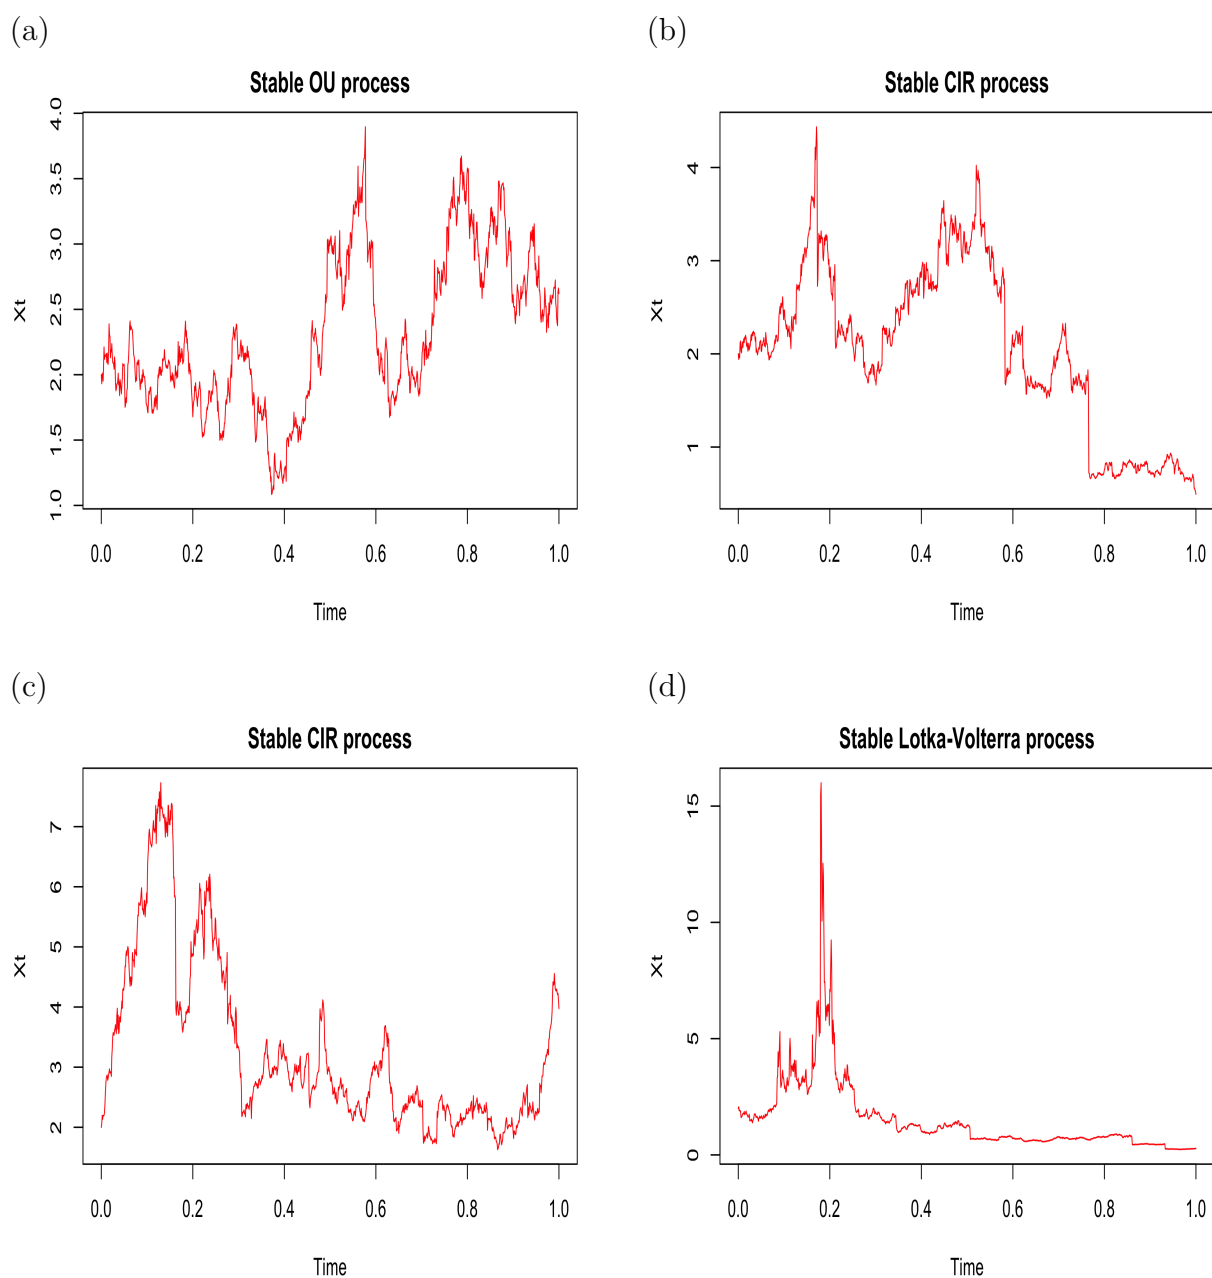 (a)
(b)
Stable OU process
Stable CIR process
Xt
1.0 1.5 2.0 2.5 3.0 3.5 4.0
0.0 0.2 0.4 0.6 0.8 1.0
Time
Xt
1 2 3 4
0.0 0.2 0.4 0.6 0.8 1.0
Time
(c)
(d)
Stable CIR process
Stable Lotka-Volterra process
Xt
2 3 4 5 6 7
0.0 0.2 0.4 0.6 0.8 1.0
Time
Xt
0 5 10 15
0.0 0.2 0.4 0.6 0.8 1.0
Time